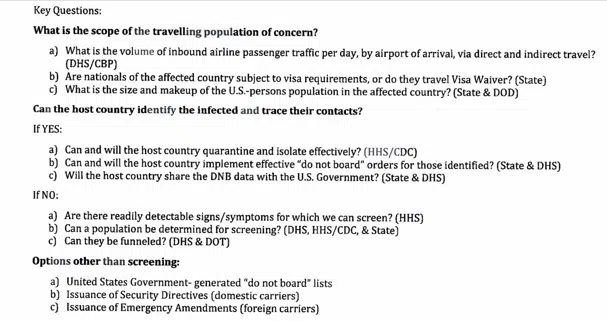 Key Questions:
What is the scope of the travelling population of concern?
a) What is the volume of inbound airline passenger traffic per day, by airport of arrival, via direct and indirect travel?
(DHS/CBP)
b) Are nationals of the affected country subject to visa requirements, or do they travel Visa Waiver? (State)
c) What is the size and makeup of the U.S.-persons population in the affected country? (State & DOD)
Can the host country identify the infected and trace their contacts?
If YES:
a) Can and will the host country quarantine and isolate effectively? (HHS/CDC)
b) Can and will the host country implement effective "do not board" orders for those identified? (State & DHS)
c) Will the host country share the DNB data with the U.S. Government? (State & DHS)
If NO:
a) Are there readily detectable signs/symptoms for which we can screen? (HHS)
b) Can a population be determined for screening? (DHS, HHS/CDC, & State)
c) Can they be funneled? (DHS & DOT)
Options other than screening:
a) United States Government- generated "do not board" lists
b) Issuance of Security Directives (domestic carriers)
c) Issuance of Emergency Amendments (foreign carriers)